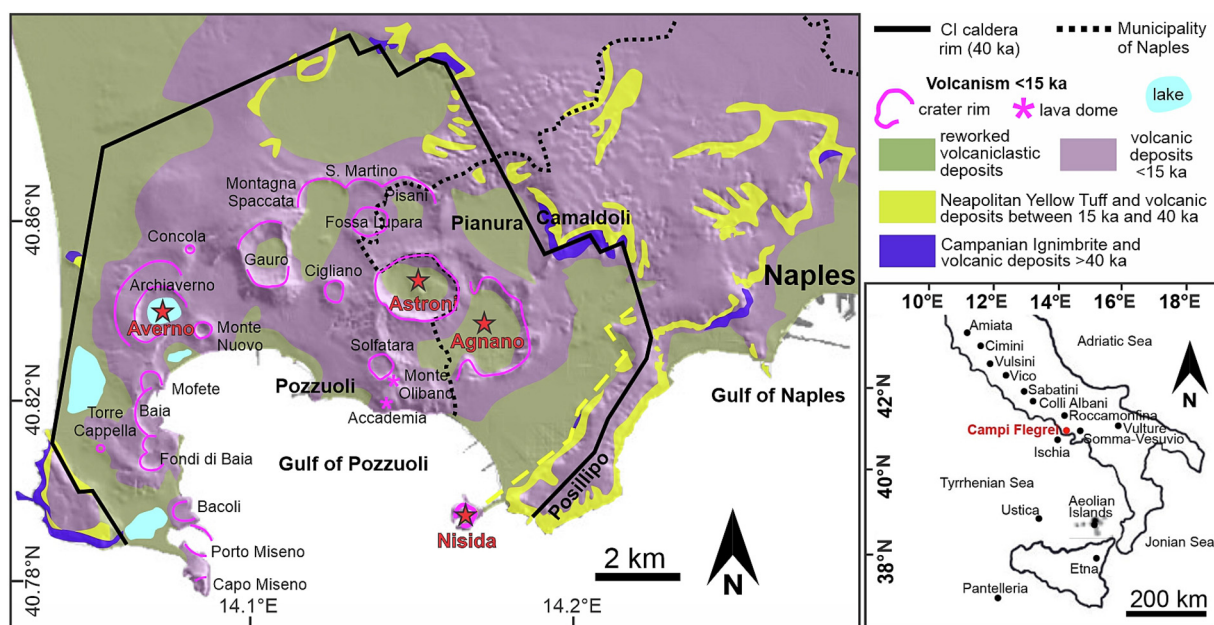 40.86°N
40.82°N
40.78°N
14.1°E
14.2°E
S. Martino
Montagna
Spaccata
Pisani
Fossa Lupara
Pianura
Camaldoli
Concola
Gauro
Cigliano
Archiaverno
Averno
Astroni
Agnano
Naples
Monte
Nuovo
Solfatara
Mofete
Pozzuoli
Monte
Olibano
Accademia
Gulf of Naples
Torre
Cappella
Baia
Fondi di Baia
Gulf of Pozzuoli
Posillipo
Bacoli
Nisida
Porto Miseno
Capo Miseno
2 km
N
CI caldera
rim (40 ka)
Municipality
of Naples
Volcanism <15 ka
crater rim
lava dome
lake
reworked
volcaniclastic
deposits
volcanic
deposits
<15 ka
Neapolitan Yellow Tuff and volcanic
deposits between 15 ka and 40 ka
Campanian Ignimbrite and
volcanic deposits >40 ka
10°E
12°E
14°E
16°E
18°E
42°N
40°N
38°N
Amiata
Cimini
Vulsini
Vico
Sabatini
Colli Albani
Roccamonfina
Campi Flegrei
Vulture
Somma-Vesuvio
Ischia
Adriatic Sea
N
Tyrrhenian Sea
Ustica
Aeolian
Islands
Jonian Sea
Etna
Pantelleria
200 km